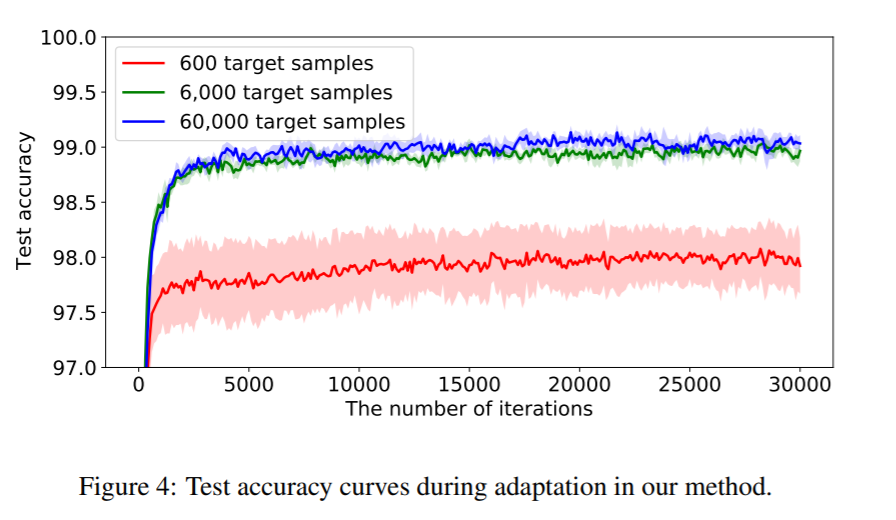 100.0
99.5
99.0
98.5
98.0
97.5
97.0
Test accuracy
600 target samples
6,000 target samples
60,000 target samples
0 5000 10000 15000 20000 25000 30000
The number of iterations
Figure 4: Test accuracy curves during adaptation in our method.